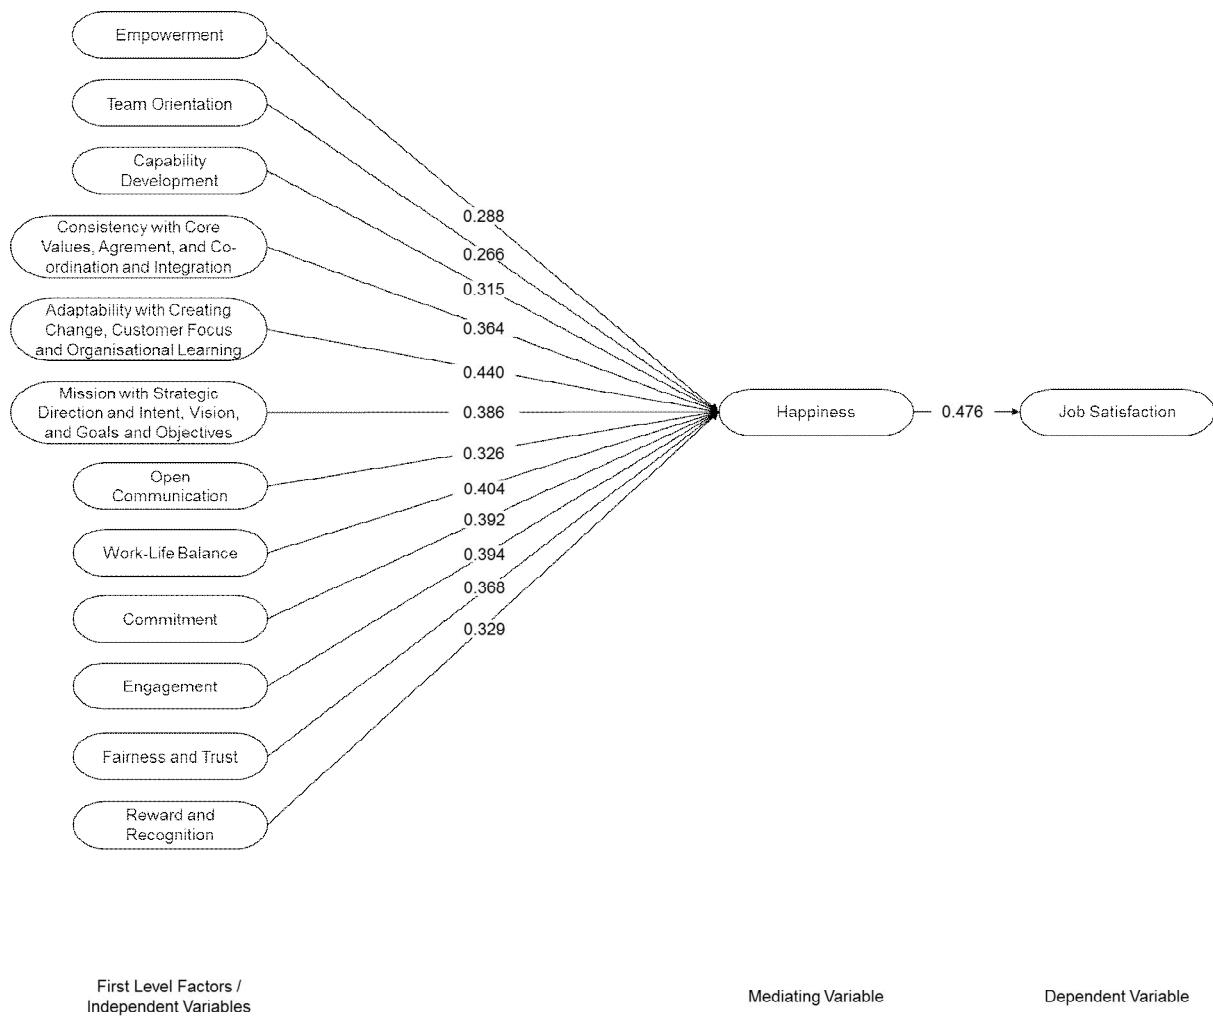 Empowerment
Team Orientation
Capability
Development
Consistency with Core
Values, Agrement, and Co-
ordination and Integration
Adaptability with Creating
Change, Customer Focus
and Organisational Learning
Mission with Strategic
Direction and Intent, Vision,
and Goals and Objectives
Open
Communication
Work-Life Balance
Commitment
Engagement
Fairness and Trust
Reward and
Recognition
0.288
0.266
0.315
0.364
0.440
0.386
0.326
0.404
0.392
0.394
0.368
0.329
Happiness
0.476
Job Satisfaction
First Level Factors /
Independent Variables
Mediating Variable
Dependent Variable